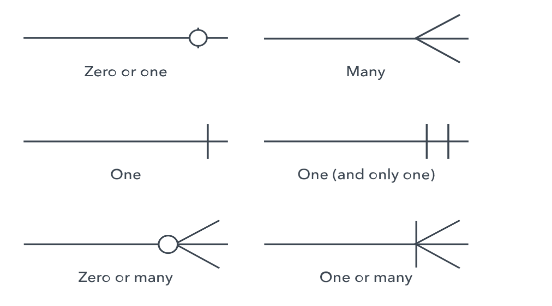 Zero or one
Many
One
One (and only one)
Zero or many
One or many